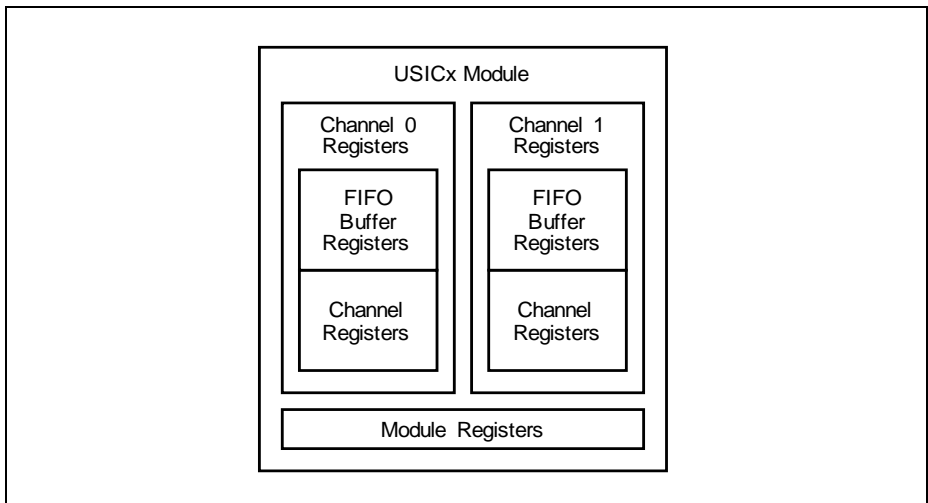 USICx Module
Channel 0
Registers
FIFO
Buffer
Registers
Channel
Registers
Channel 1
Registers
FIFO
Buffer
Registers
Channel
Registers
Module Registers